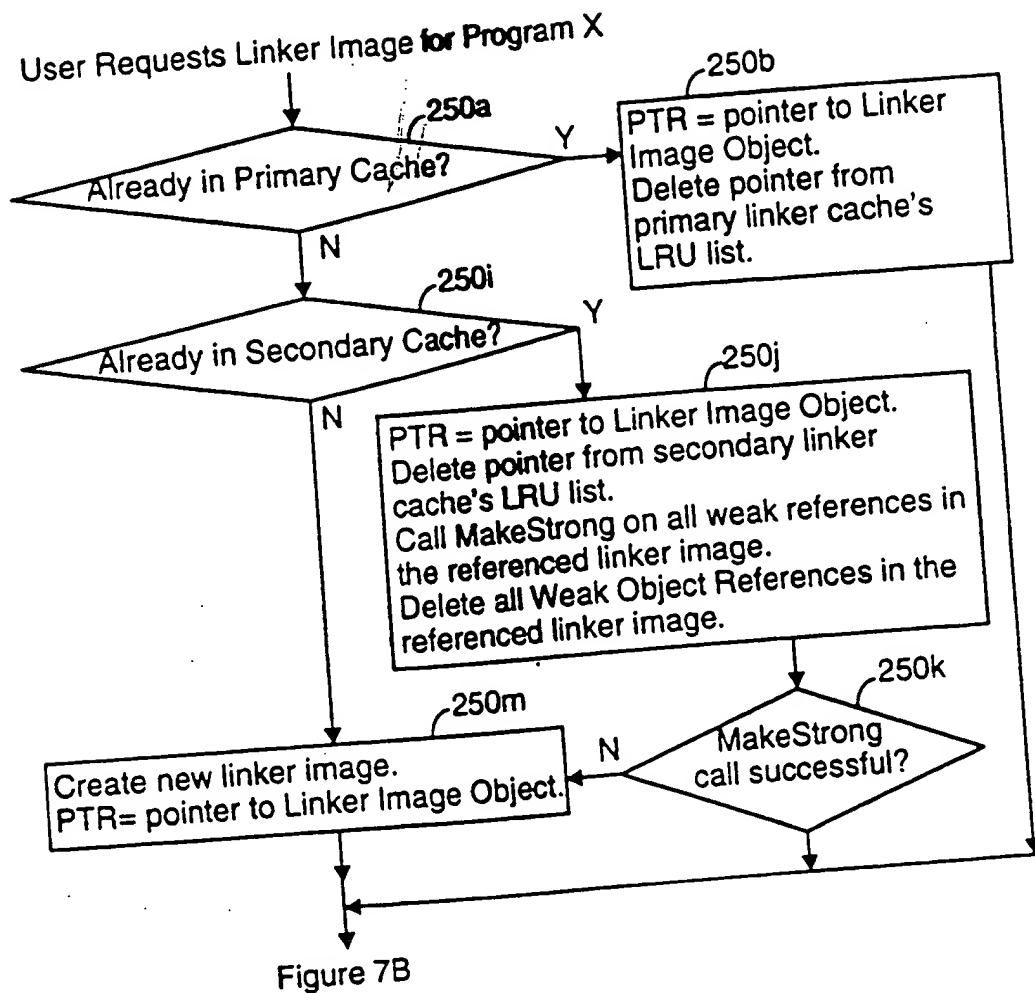 User Requests Linker Image for Program X
250a
Already in Primary Cache?
Y
N
250b
PTR = pointer to Linker
Image Object.
Delete pointer from
primary linker cache's
LRU list.
250i
Already in Secondary Cache?
Y
N
250j
PTR = pointer to Linker Image Object.
Delete pointer from secondary linker
cache's LRU list.
Call MakeStrong on all weak references in
the referenced linker image.
Delete all Weak Object References in the
referenced linker image.
250k
MakeStrong
call successful?
N
250m
Create new linker image.
PTR= pointer to Linker Image Object.
Figure 7B